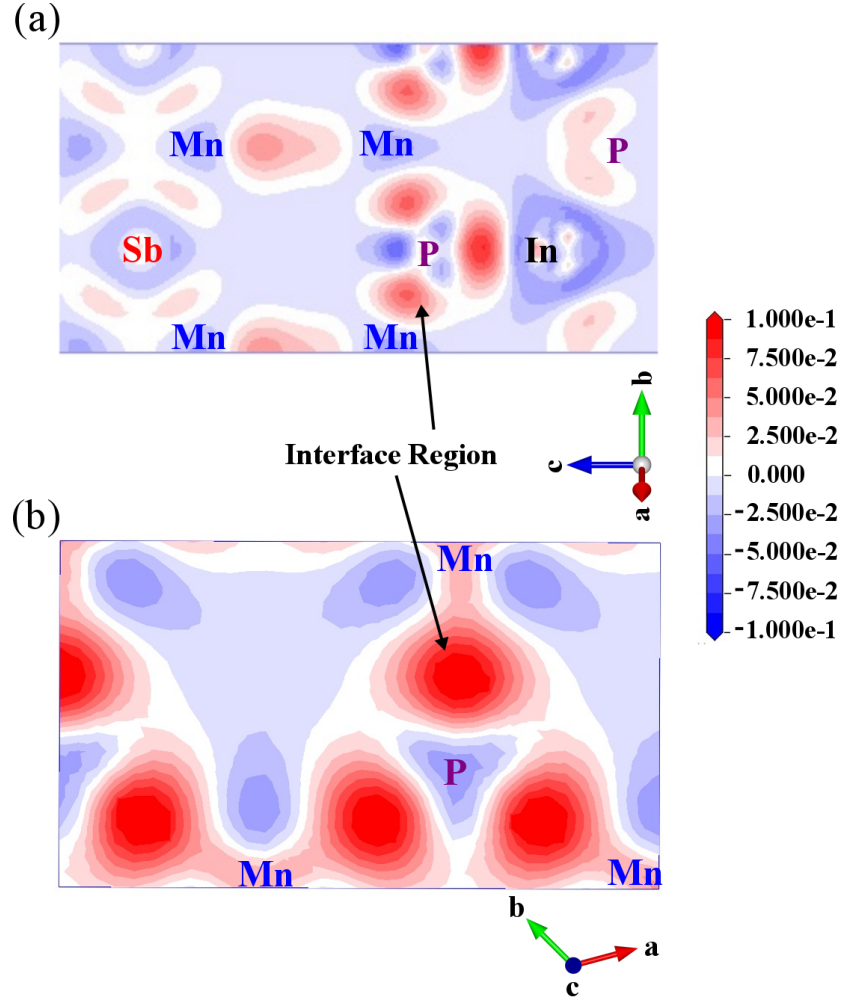 (a)
Mn
Mn
P
Sb
P
In
Mn
Mn
1.000e-1
7.500e-2
5.000e-2
2.500e-2
0.000
-2.500e-2
-5.000e-2
-7.500e-2
-1.000e-1
b
c
a
Interface Region
(b)
Mn
P
Mn
Mn
b
a
c